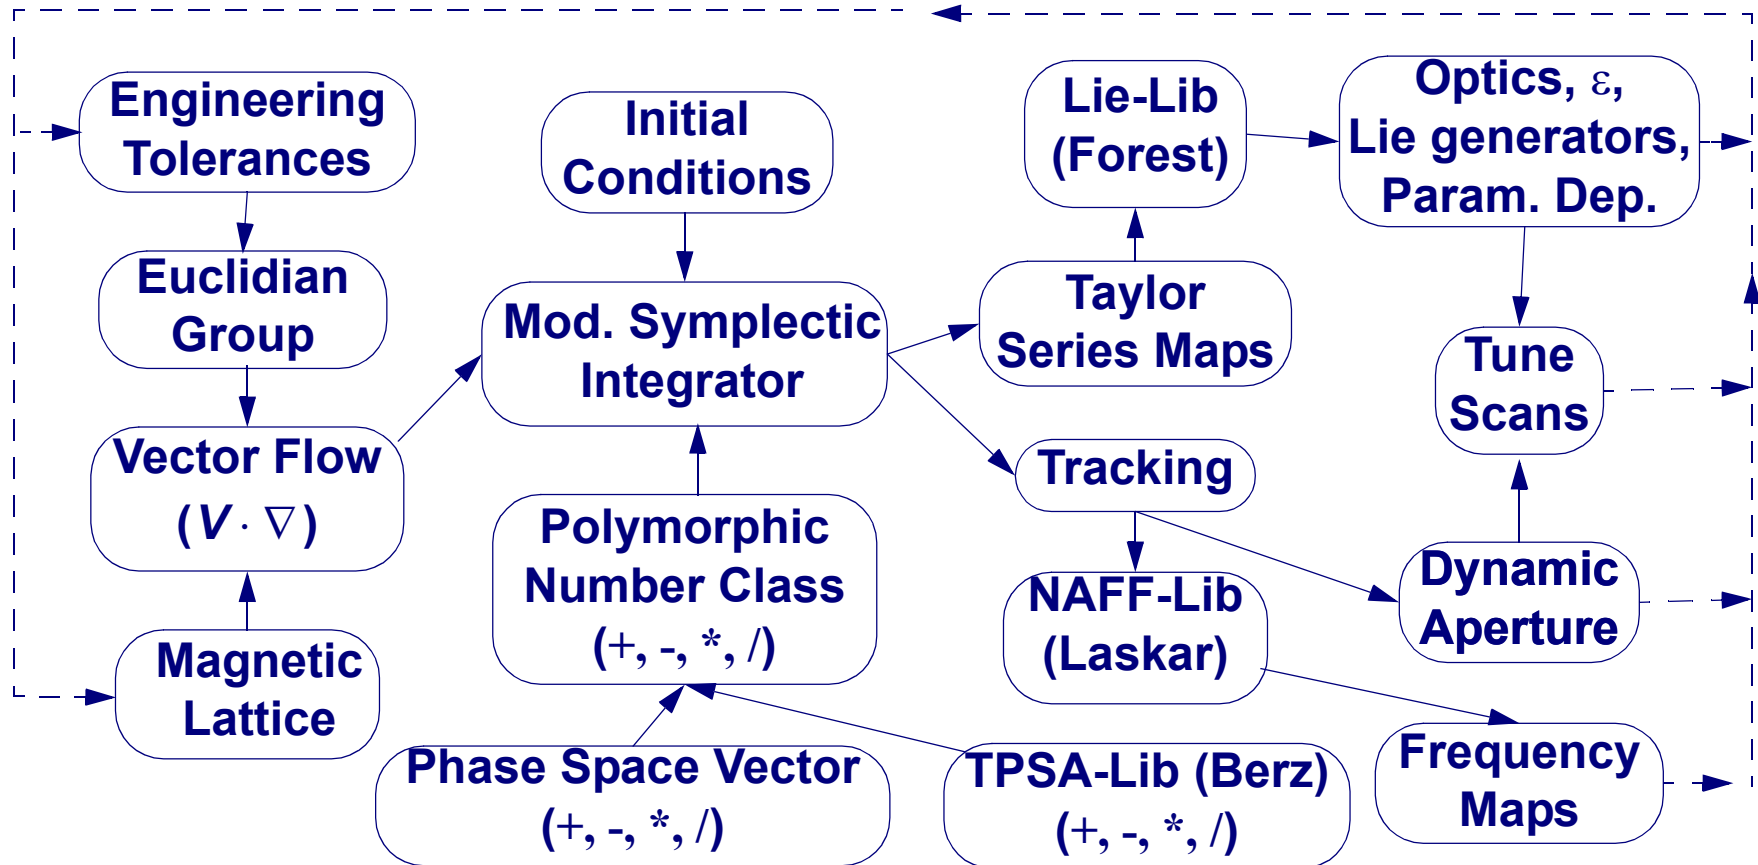 Engineering
Tolerances
Euclidian
Group
Vector Flow
(V · ∇)
Magnetic
Lattice
Initial
Conditions
Mod. Symplectic
Integrator
Polymorphic
Number Class
(+, -, *, /)
Phase Space Vector
(+, -, *, /)
TPSA-Lib (Berz)
(+, -, *, /)
Lie-Lib
(Forest)
Taylor
Series Maps
Tracking
NAFF-Lib
(Laskar)
Optics, ε,
Lie generators,
Param. Dep.
Tune
Scans
Dynamic
Aperture
Frequency
Maps